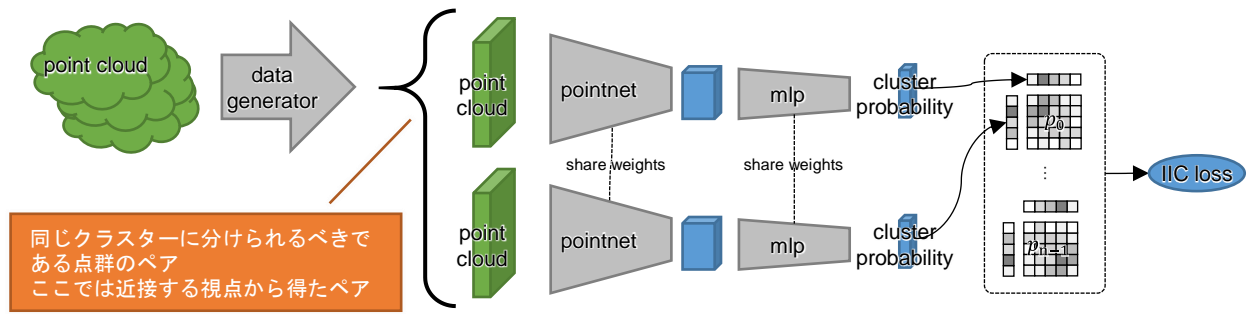 point cloud
data
generator
point
cloud
pointnet
mlp
cluster
probability
share weights
share weights
point
cloud
pointnet
mlp
cluster
probability
p0
⋮
pn−1
IIC loss
同じクラスターに分けられるべきで
ある点群のペア
ここでは近接する視点から得たペア